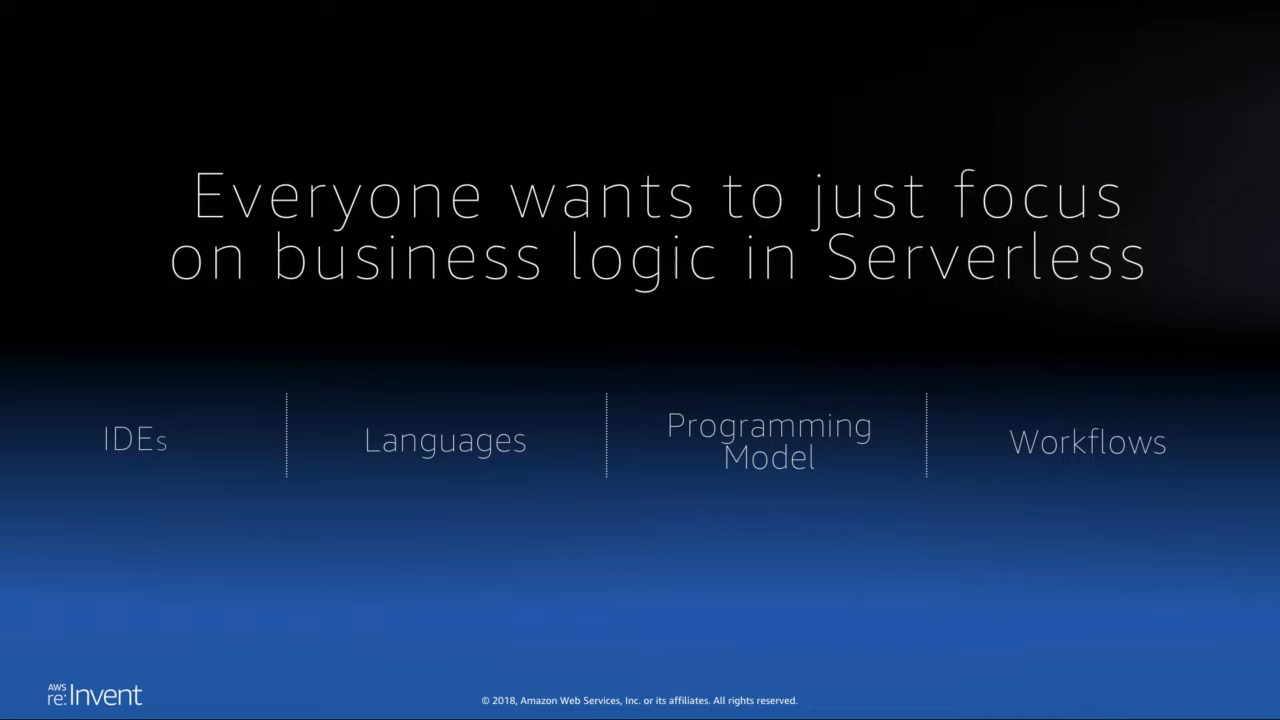 Everyone wants to just focus
on business logic in Serverless
IDEs
Languages
Programming
Model
Workflows
AWS
re:Invent
© 2018, Amazon Web Services, Inc. or its affiliates. All rights reserved.